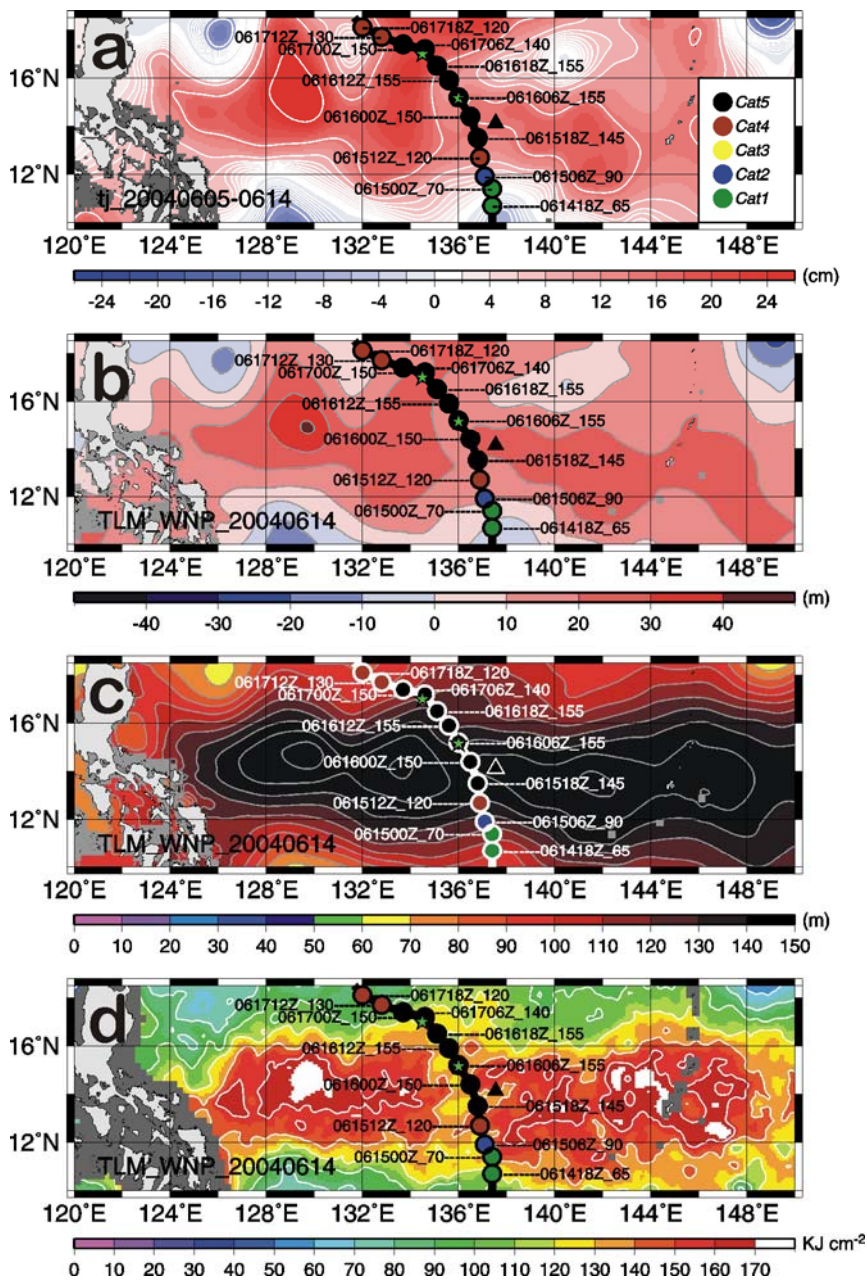 a
16°N
12°N
061712Z_130
061718Z_120
061700Z_150
061706Z_140
061618Z_155
061612Z_155
061606Z_155
061600Z_150
061518Z_145
061512Z_120
061506Z_90
061500Z_70
061418Z_65
tj_20040605-0614
Cat5
Cat4
Cat3
Cat2
Cat1
120°E 124°E 128°E 132°E 136°E 140°E 144°E 148°E
-24 -20 -16 -12 -8 -4 0 4 8 12 16 20 24
(cm)
b
16°N
12°N
061712Z_130
061718Z_120
061700Z_150
061706Z_140
061618Z_155
061612Z_155
061606Z_155
061600Z_150
061518Z_145
061512Z_120
061506Z_90
061500Z_70
061418Z_65
TLM_WNP_20040614
120°E 124°E 128°E 132°E 136°E 140°E 144°E 148°E
-40 -30 -20 -10 0 10 20 30 40
(m)
c
16°N
12°N
061712Z_130
061718Z_120
061700Z_150
061706Z_140
061618Z_155
061612Z_155
061606Z_155
061600Z_150
061518Z_145
061512Z_120
061506Z_90
061500Z_70
061418Z_65
TLM_WNP_20040614
120°E 124°E 128°E 132°E 136°E 140°E 144°E 148°E
0 10 20 30 40 50 60 70 80 90 100 110 120 130 140 150
(m)
d
16°N
12°N
061712Z_130
061718Z_120
061700Z_150
061706Z_140
061618Z_155
061612Z_155
061606Z_155
061600Z_150
061518Z_145
061512Z_120
061506Z_90
061500Z_70
061418Z_65
TLM_WNP_20040614
120°E 124°E 128°E 132°E 136°E 140°E 144°E 148°E
0 10 20 30 40 50 60 70 80 90 100 110 120 130 140 150 160 170
KJ cm⁻²